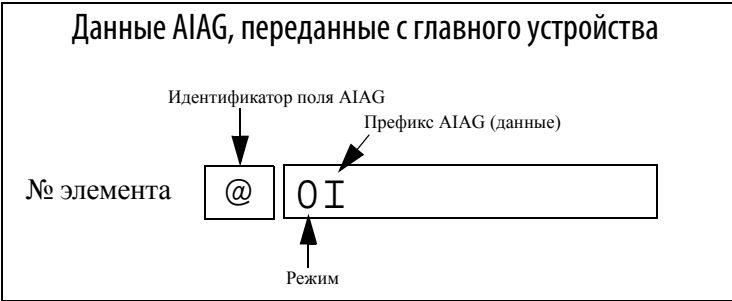 Данные AIAG, переданные с главного устройства
Идентификатор поля AIAG
Префикс AIAG (данные)
№ элемента @ 0I
Режим